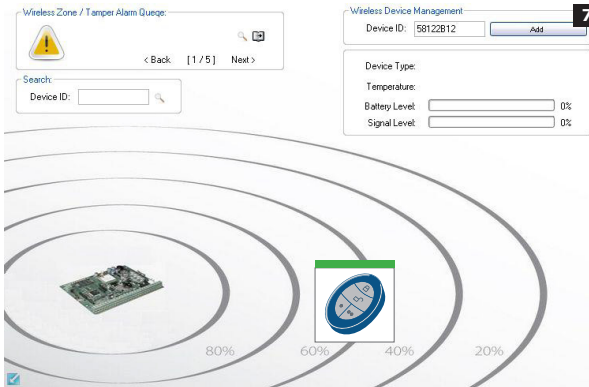 Wireless Zone / Tamper Alarm Queqe:
< Back [1 / 5] Next >
Search:
Device ID:
Wireless Device Management
Device ID: 58122B12 Add
7
Device Type:
Temperature:
Battery Level: 0%
Signal Level: 0%
80% 60% 40% 20%